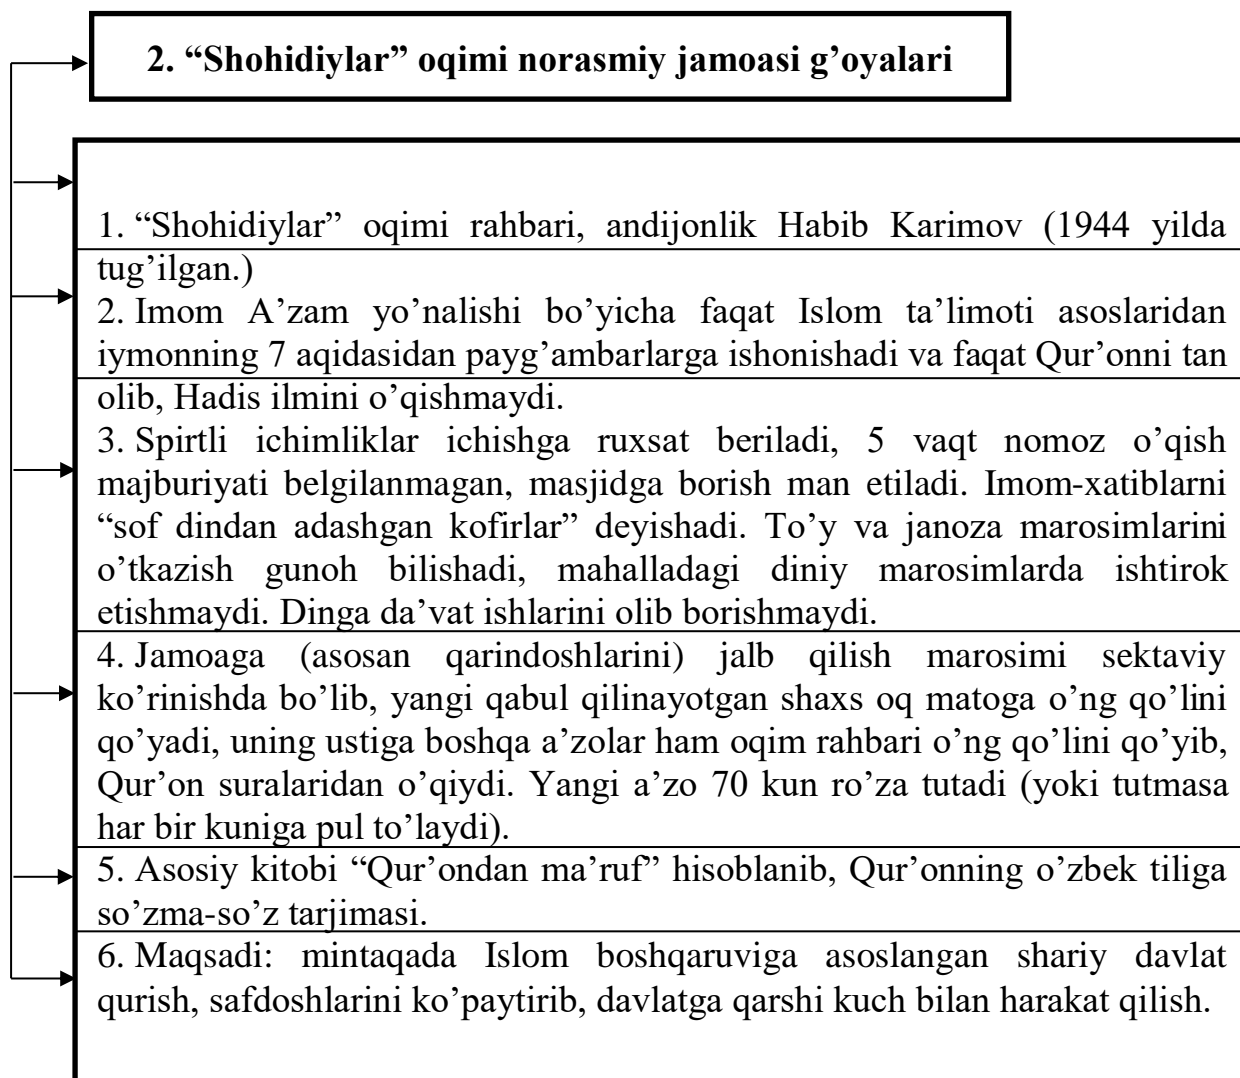 2. “Shohidiylar” oqimi norasmiy jamoasi g’oyalari
1. “Shohidiylar” oqimi rahbari, andijonlik Habib Karimov (1944 yilda
tug’ilgan.)
2. Imom A’zam yo’nalishi bo’yicha faqat Islom ta’limoti asoslaridan
iymonning 7 aqidasidan payg’ambarlarga ishonishadi va faqat Qur’onni tan
olib, Hadis ilmini o’qishmaydi.
3. Spirtli ichimliklar ichishga ruxsat beriladi, 5 vaqt nomoz o’qish
majburiyati belgilanmagan, masjidga borish man etiladi. Imom-xatiblarni
“sof dindan adashgan kofirlar” deyishadi. To’y va janoza marosimlarini
o’tkazish gunoh bilishadi, mahalladagi diniy marosimlarda ishtirok
etishmaydi. Dinga da’vat ishlarini olib borishmaydi.
4. Jamoaga (asosan qarindoshlarini) jalb qilish marosimi sektaviy
ko’rinishda bo’lib, yangi qabul qilinayotgan shaxs oq matoga o’ng qo’lini
qo’yadi, uning ustiga boshqa a’zolar ham oqim rahbari o’ng qo’lini qo’yib,
Qur’on suralaridan o’qiydi. Yangi a’zo 70 kun ro’za tutadi (yoki tutmasa
har bir kuniga pul to’laydi).
5. Asosiy kitobi “Qur’ondan ma’ruf” hisoblanib, Qur’onning o’zbek tiliga
so’zma-so’z tarjimasi.
6. Maqsadi: mintaqada Islom boshqaruviga asoslangan shariy davlat
qurish, safdoshlarini ko’paytirib, davlatga qarshi kuch bilan harakat qilish.